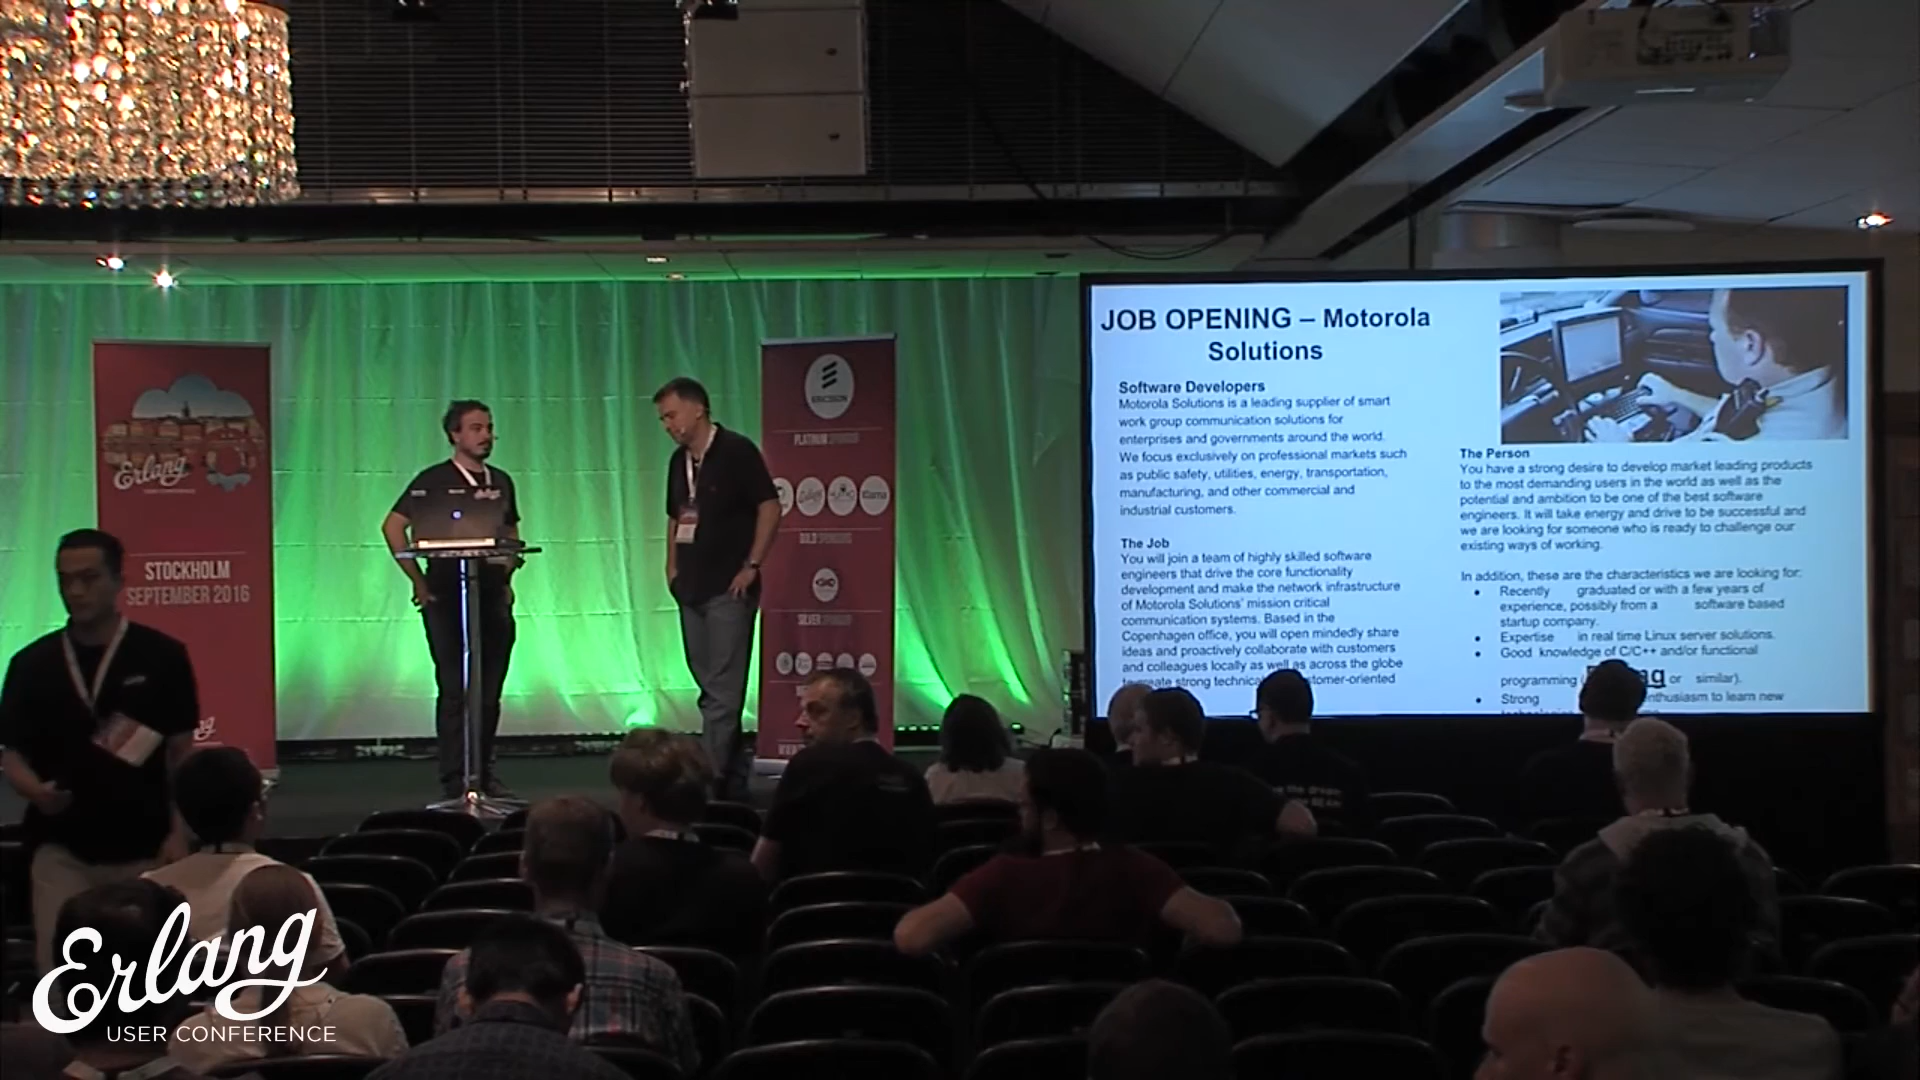 JOB OPENING – Motorola
Solutions
Software Developers
Motorola Solutions is a leading supplier of smart
work group communication solutions for
enterprises and governments around the world.
We focus exclusively on professional markets such
as public safety, utilities, energy, transportation,
manufacturing, and other commercial and
industrial customers.
The Job
You will join a team of highly skilled software
engineers that drive the core functionality
development and make the network infrastructure
of Motorola Solutions' mission critical
communication systems. Based in the
Copenhagen office, you will open mindedly share
ideas and proactively collaborate with customers
and colleagues locally as well as across the globe
create strong
The Person
You have a strong desire to develop market leading products
to the most demanding users in the world as well as the
potential and ambition to be one of the best software
engineers. It will take energy and drive to be successful and
we are looking for someone who is ready to challenge our
existing ways of working.
In addition, these are the characteristics we are looking for:
• Recently graduated or with a few years of
experience, possibly from a software based
startup company.
• Expertise in real time Linux server solutions.
• Good knowledge of C/C++ and/or functional
programming or similar).
• Strong to learn new
Erlang
USER CONFERENCE
STOCKHOLM
SEPTEMBER 2016
ERICSSON
PLATINUM SPONSOR
GOLD SPONSORS
SILVER SPONSOR
Erlang
USER CONFERENCE